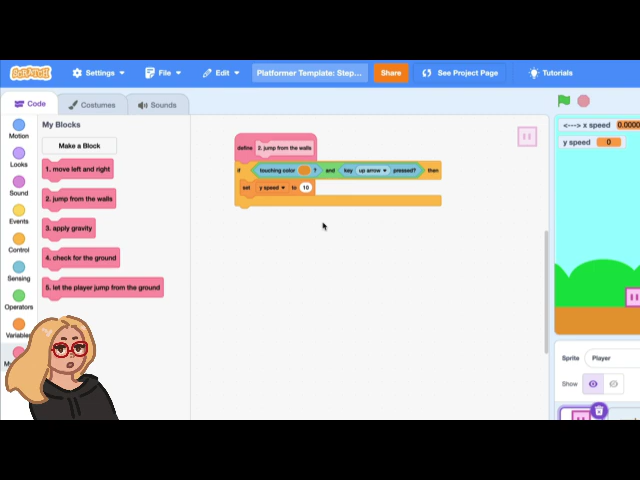 SCRATCH Settings File Edit Platformer Template: Step... Share See Project Page Tutorials
Code Costumes Sounds
<---> x speed 0.0000
y speed 0
Motion
Looks
Sound
Events
Control
Sensing
Operators
Variables
My Blocks
Make a Block
1. move left and right
2. jump from the walls
3. apply gravity
4. check for the ground
5. let the player jump from the ground
define 2. jump from the walls
if touching color ? and key up arrow pressed? then
set y speed to 10
Sprite Player
Show